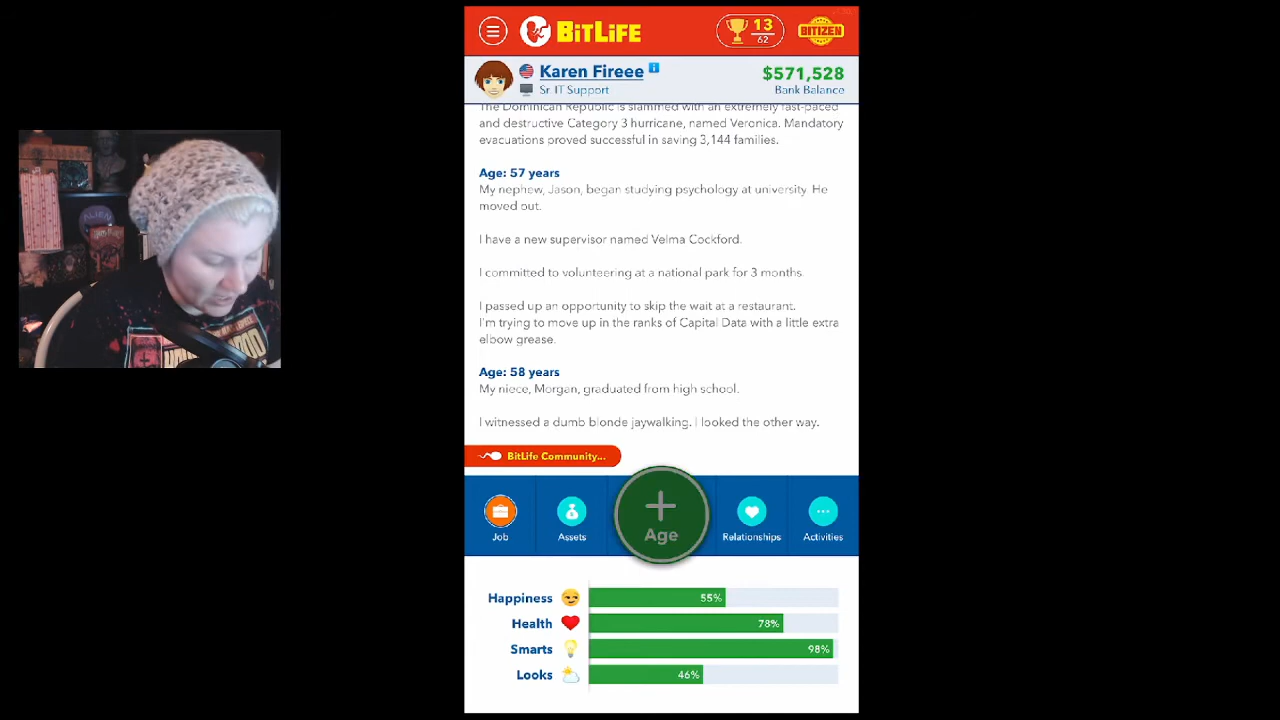 BitLife
13
62
BITIZEN
Karen Fireee
Sr. IT Support
$571,528
Bank Balance
The Dominican Republic is slammed with an extremely fast-paced
and destructive Category 3 hurricane, named Veronica. Mandatory
evacuations proved successful in saving 3,144 families.
Age: 57 years
My nephew, Jason, began studying psychology at university. He
moved out.
I have a new supervisor named Velma Cockford.
I committed to volunteering at a national park for 3 months.
I passed up an opportunity to skip the wait at a restaurant.
I'm trying to move up in the ranks of Capital Data with a little extra
elbow grease.
Age: 58 years
My niece, Morgan, graduated from high school.
I witnessed a dumb blonde jaywalking. I looked the other way.
BitLife Community...
Job
Assets
Age
Relationships
Activities
Happiness
55%
Health
78%
Smarts
98%
Looks
46%
ALIEN